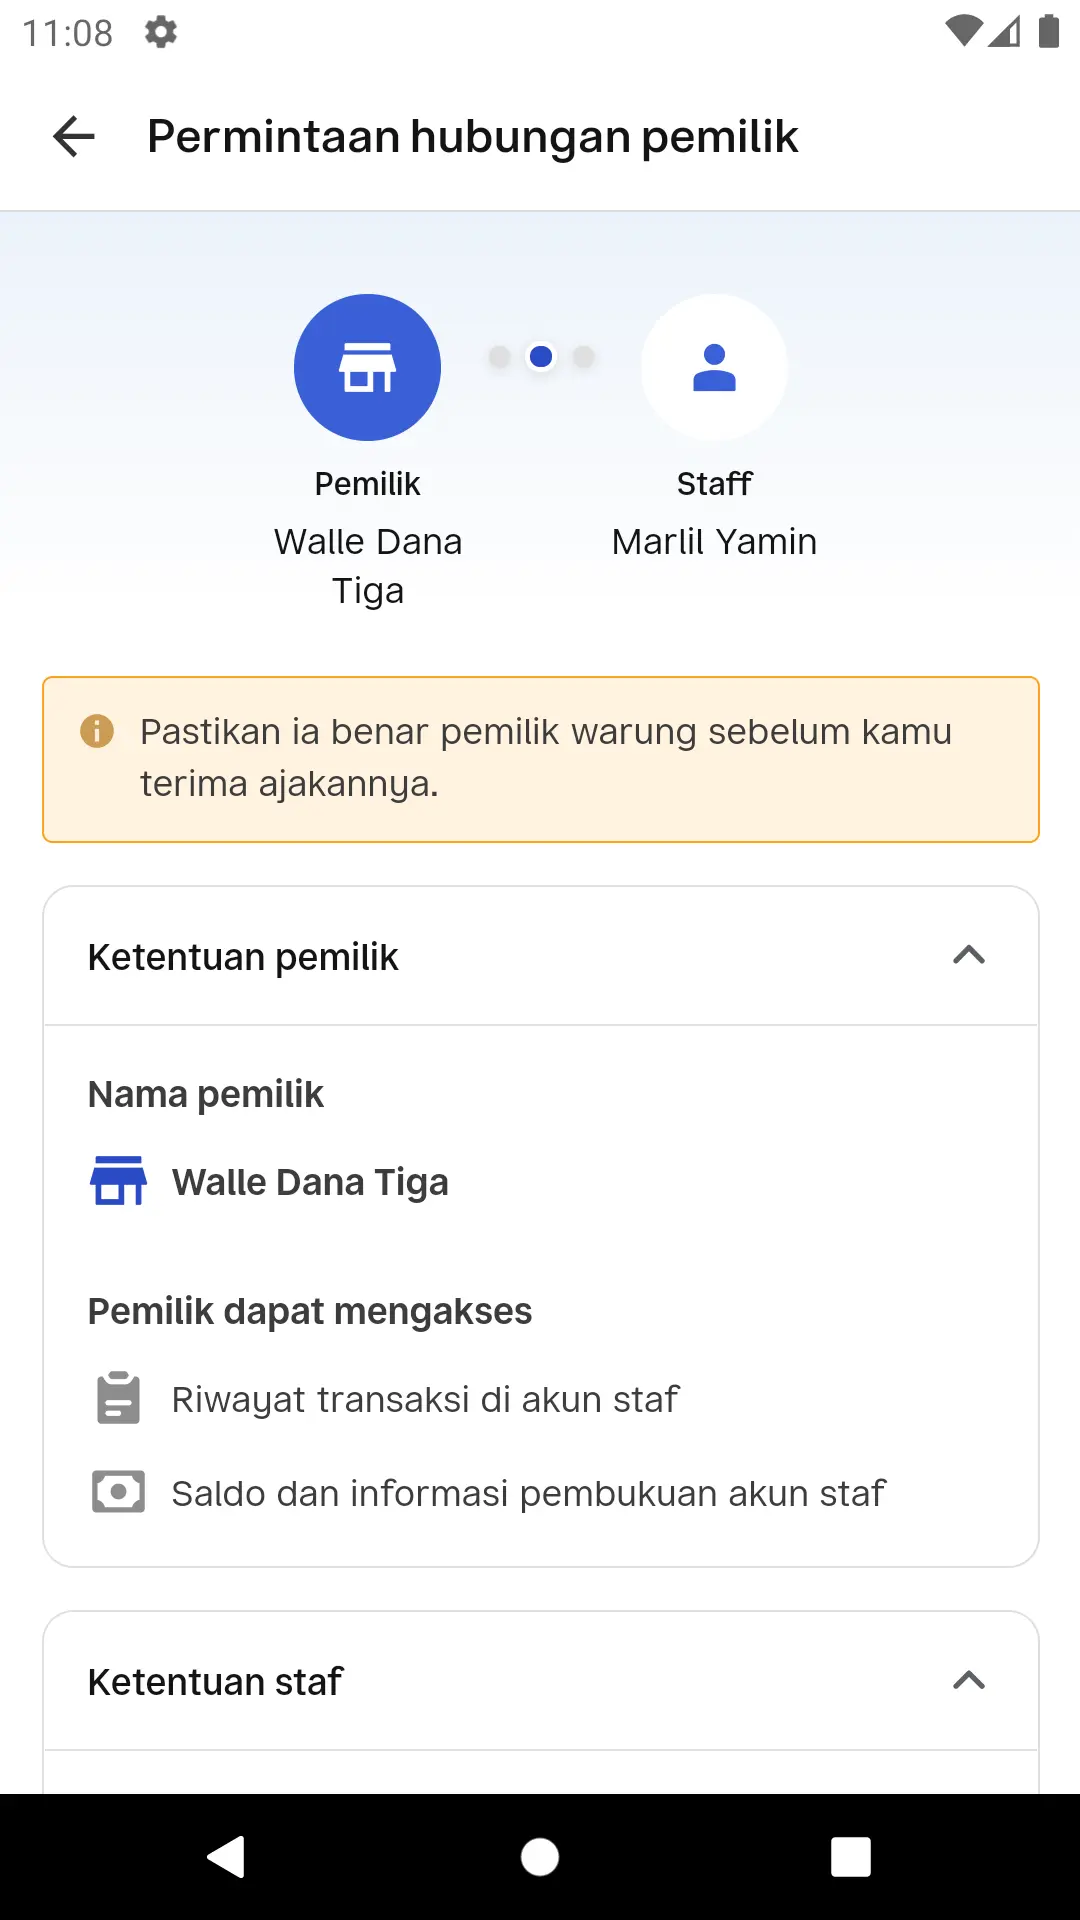 11:08
Permintaan hubungan pemilik
Pemilik
Walle Dana
Tiga
Staff
Marlil Yamin
Pastikan ia benar pemilik warung sebelum kamu
terima ajakannya.
Ketentuan pemilik
Nama pemilik
Walle Dana Tiga
Pemilik dapat mengakses
Riwayat transaksi di akun staf
Saldo dan informasi pembukuan akun staf
Ketentuan staf